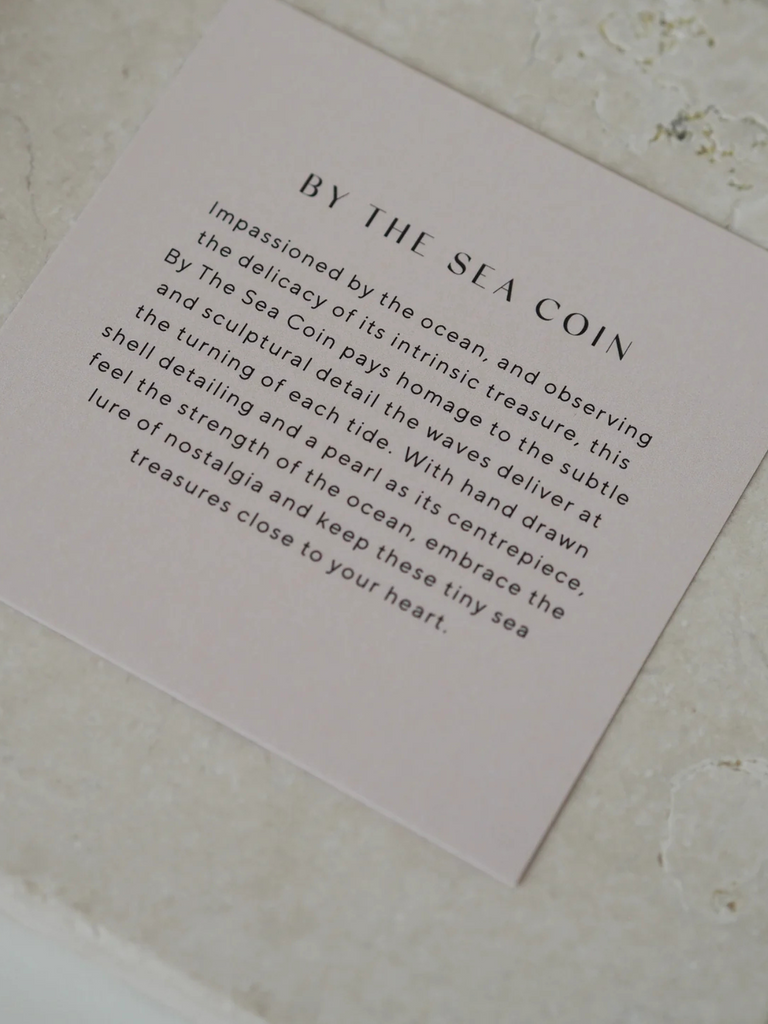 BY THE SEA COIN
Impassioned by the ocean, and observing
the delicacy of its intrinsic treasure, this
By The Sea Coin pays homage to the subtle
and sculptural detail the waves deliver at
the turning of each tide. With hand drawn
shell detailing and a pearl as its centrepiece,
feel the strength of the ocean, embrace the
lure of nostalgia and keep these tiny sea
treasures close to your heart.